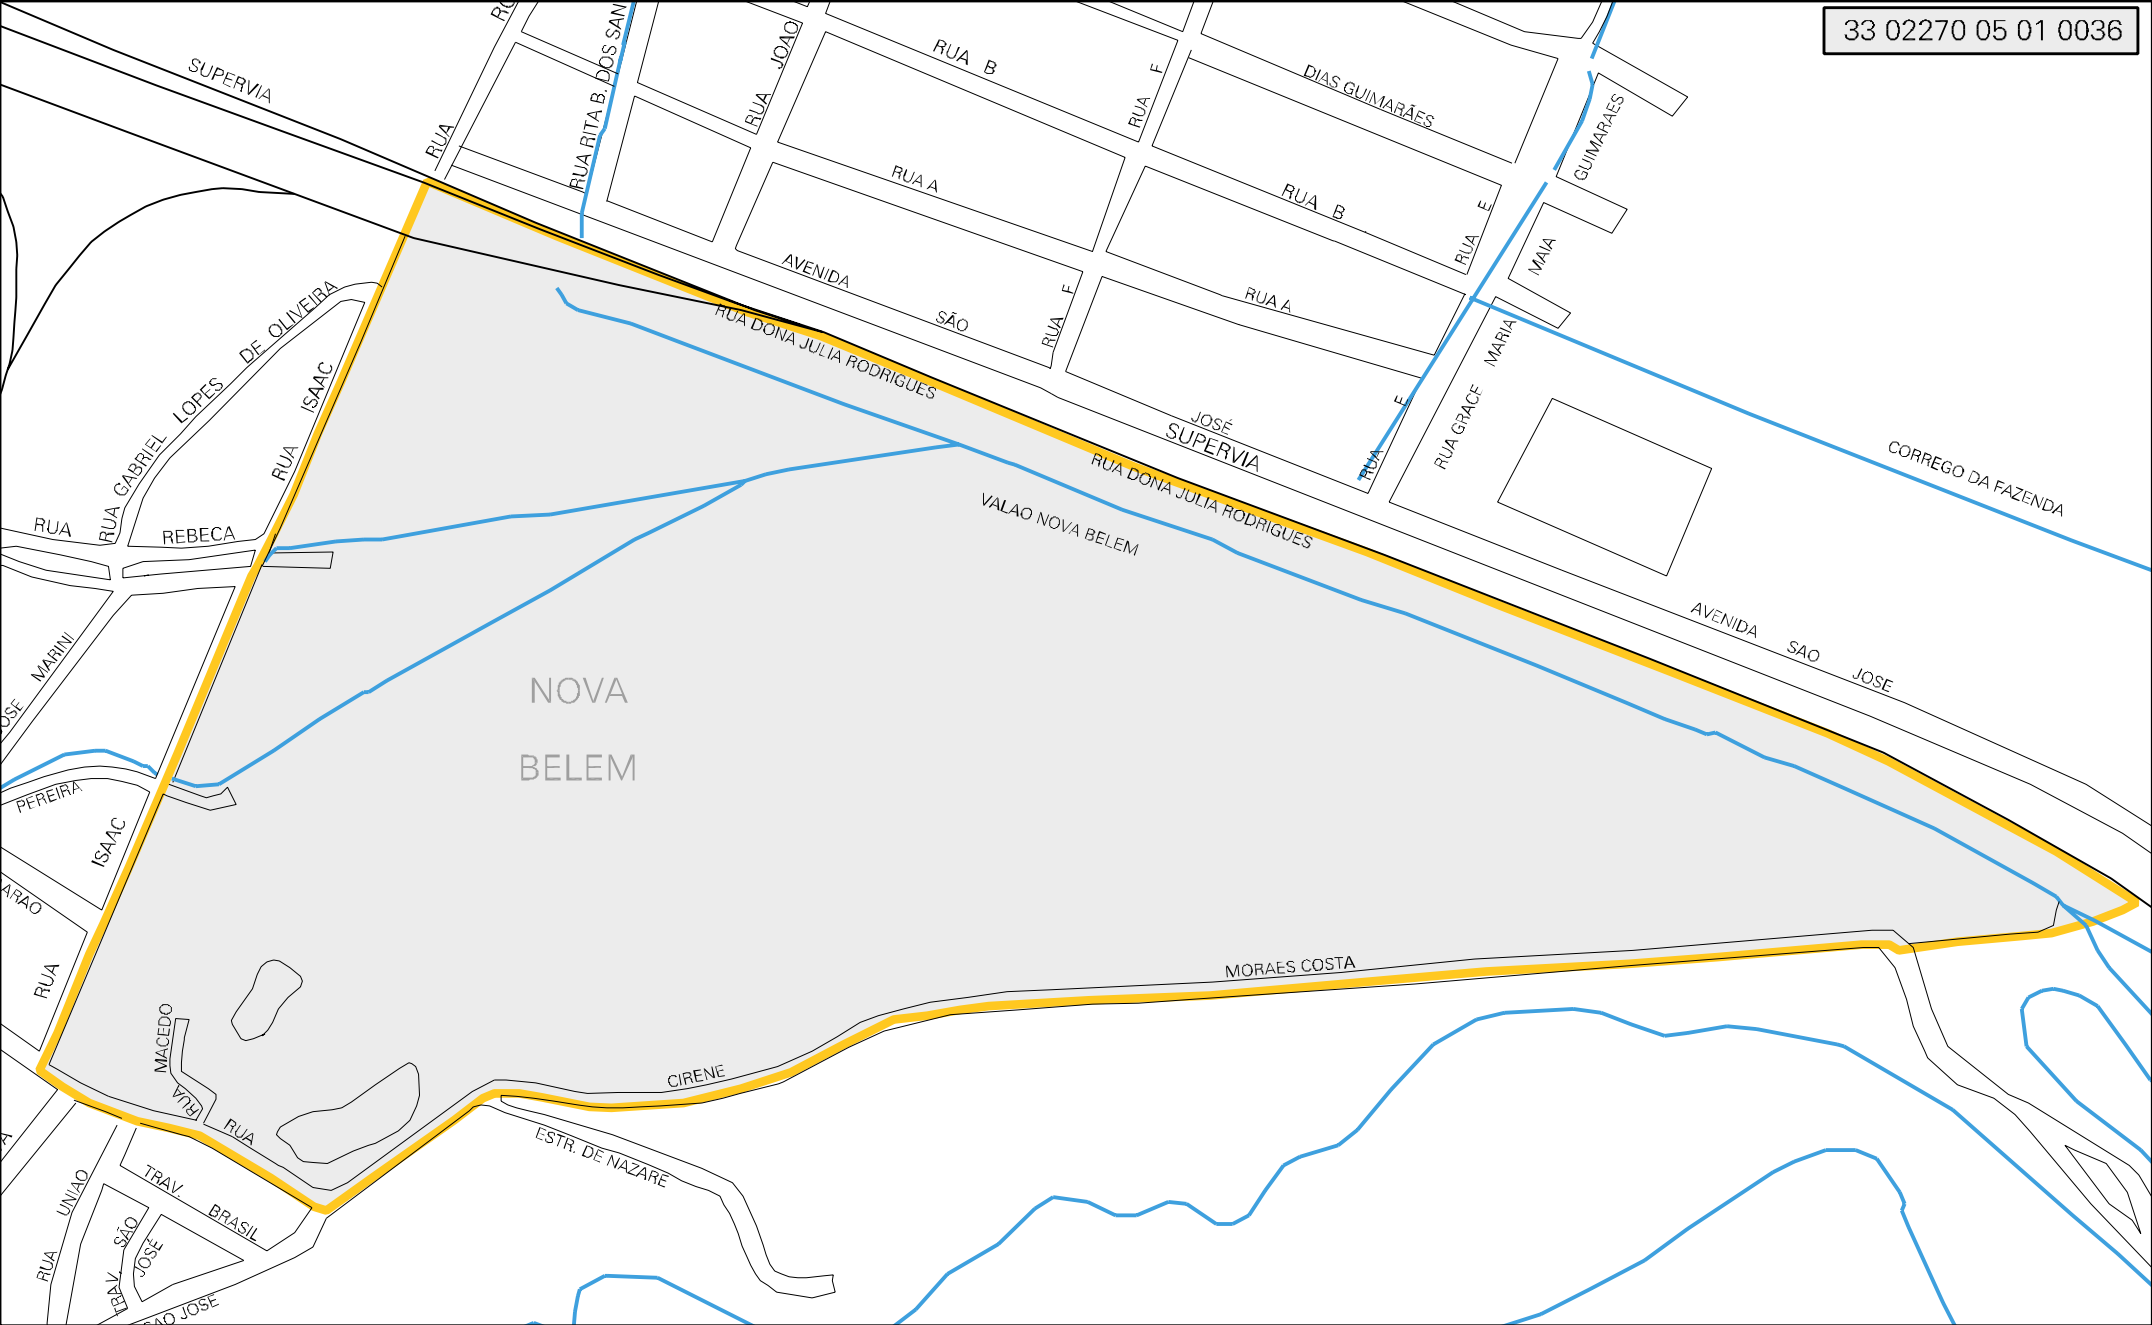 33 02270 05 01 0036
SUPERVIA
RUA
RUA RITA B. DOS SAN
RUA JOAO
RUA B
RUA F
DIAS GUIMARÃES
GUIMARAES
RUA A
RUA B
RUA E
MAIA
AVENIDA SÃO JOSÉ
RUA F
RUA A
MARIA
RUA GRACE
RUA E
RUA DONA JULIA RODRIGUES
DE OLIVEIRA
LOPES
RUA GABRIEL
ISAAC
RUA
SUPERVIA
RUA DONA JULIA RODRIGUES
VALAO NOVA BELEM
CORREGO DA FAZENDA
RUA REBECA
AVENIDA SAO JOSE
MARINI
OSE
NOVA
BELEM
PEREIRA
ISAAC
ARAO
RUA
MACEDO
RUA
RUA
CIRENE
MORAES COSTA
ESTR. DE NAZARE
UNIAO
RUA
TRAV. BRASIL
TRAV. SÃO JOSÉ
SAO JOSE